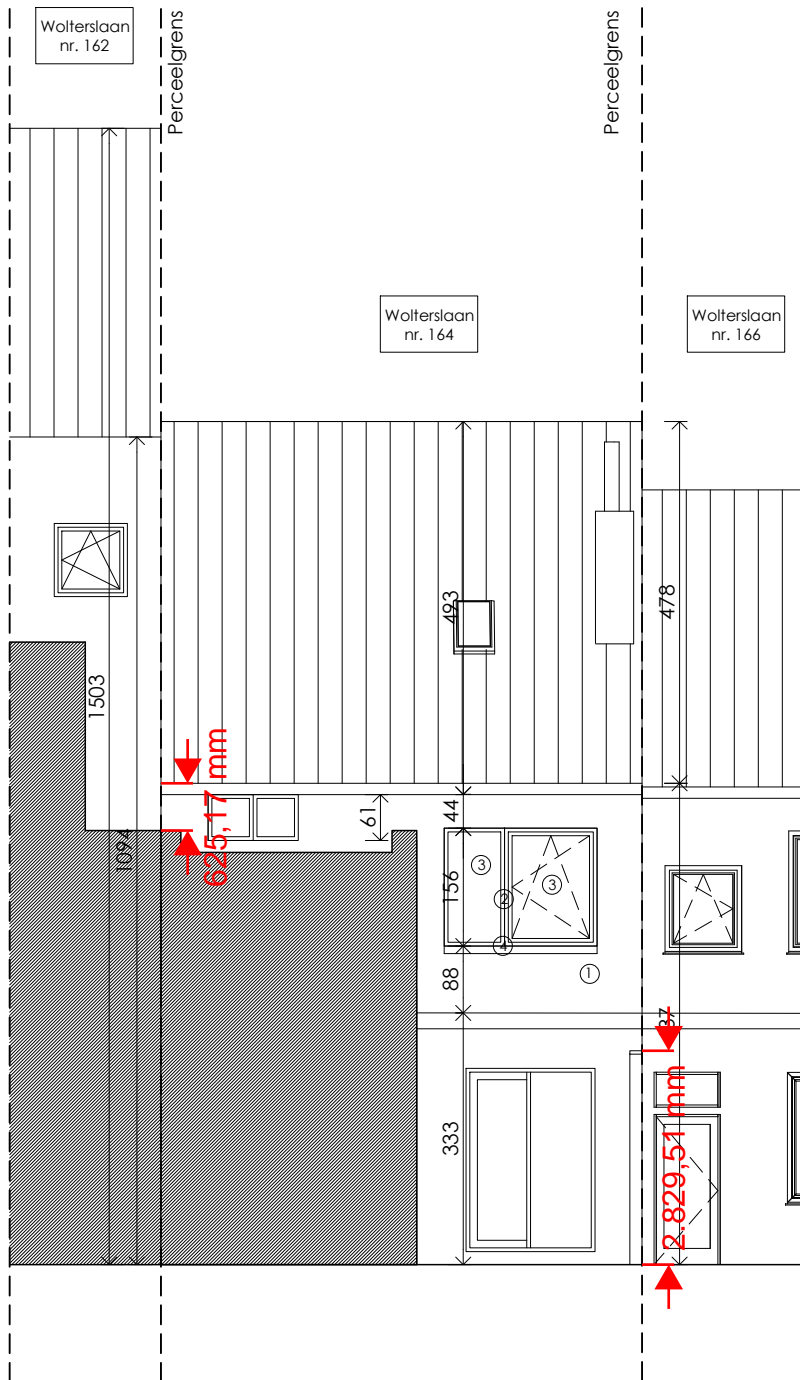 Wolterslaan
nr. 162
Perceelgrens
Perceelgrens
Wolterslaan
nr. 164
Wolterslaan
nr. 166
493
478
1503
625,17 mm
61
44
1094
3
3
156
2
4
88
1
333
2.829,51 mm